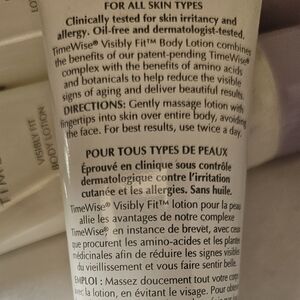 FOR ALL SKIN TYPES
Clinically tested for skin irritancy and
allergy. Oil-free and dermatologist-tested.
TimeWise® Visibly Fit™ Body Lotion combines
the benefits of our patent-pending TimeWise®
complex with the benefits of amino acids
and botanicals to help reduce the visible
signs of aging and deliver beautiful results.
DIRECTIONS: Gently massage lotion with
fingertips into skin over entire body, avoiding
the face. For best results, use twice a day.
POUR TOUS TYPES DE PEAUX
Éprouvé en clinique sous contrôle
dermatologique contre l'irritation
cutanée et les allergies. Sans huile.
TimeWise® Visibly Fit™ lotion pour la peau
allie les avantages de notre complexe
TimeWise® en instance de brevet, avec ceux
que procurent les amino-acides et les plantes
médicinales afin de réduire les signes visibles
du vieillissement et vous faire sentir belle.
EMPLOI : Massez doucement tout votre corps
avec la lotion, en évitant le visage. Pour obtenir
VISIBLY FIT
BODY LOTION